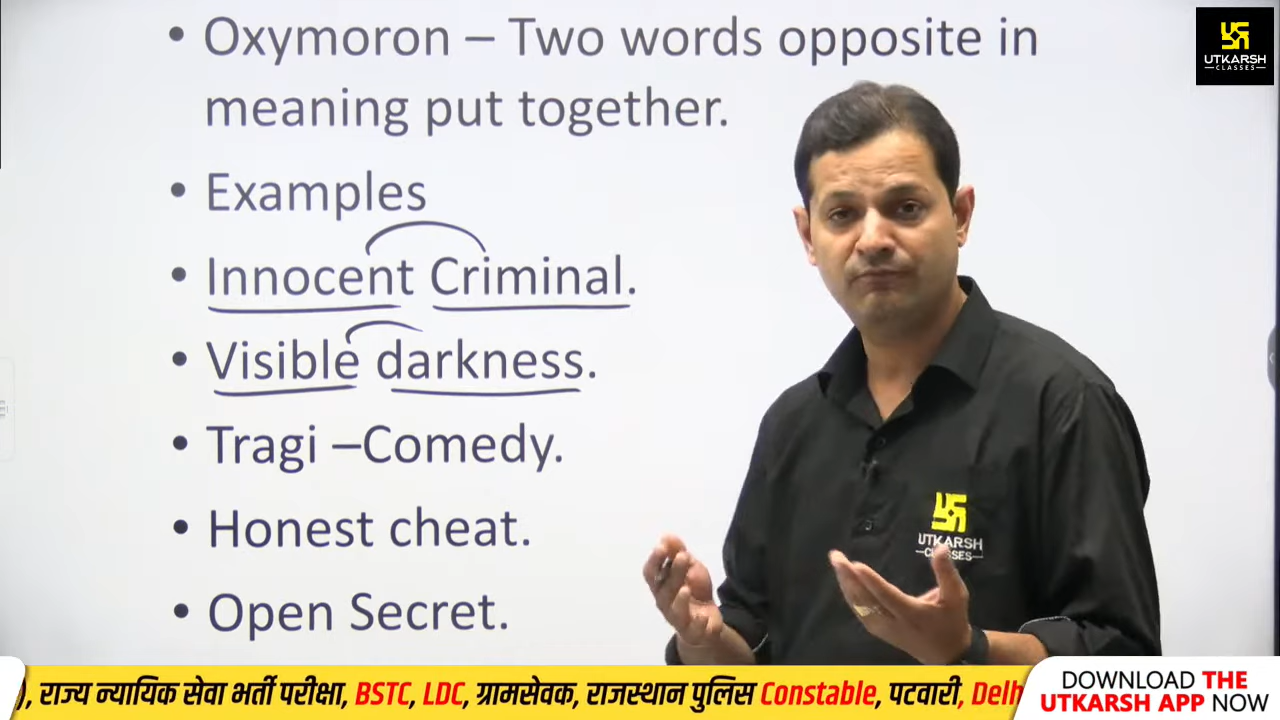 • Oxymoron – Two words opposite in
meaning put together.
• Examples
• Innocent Criminal.
• Visible darkness.
• Tragi –Comedy.
• Honest cheat.
• Open Secret.
UTKARSH
CLASSES
UTKARSH
CLASSES
), राज्य न्यायिक सेवा भर्ती परीक्षा, BSTC, LDC, ग्रामसेवक, राजस्थान पुलिस Constable, पटवारी, Delh
DOWNLOAD THE
UTKARSH APP NOW